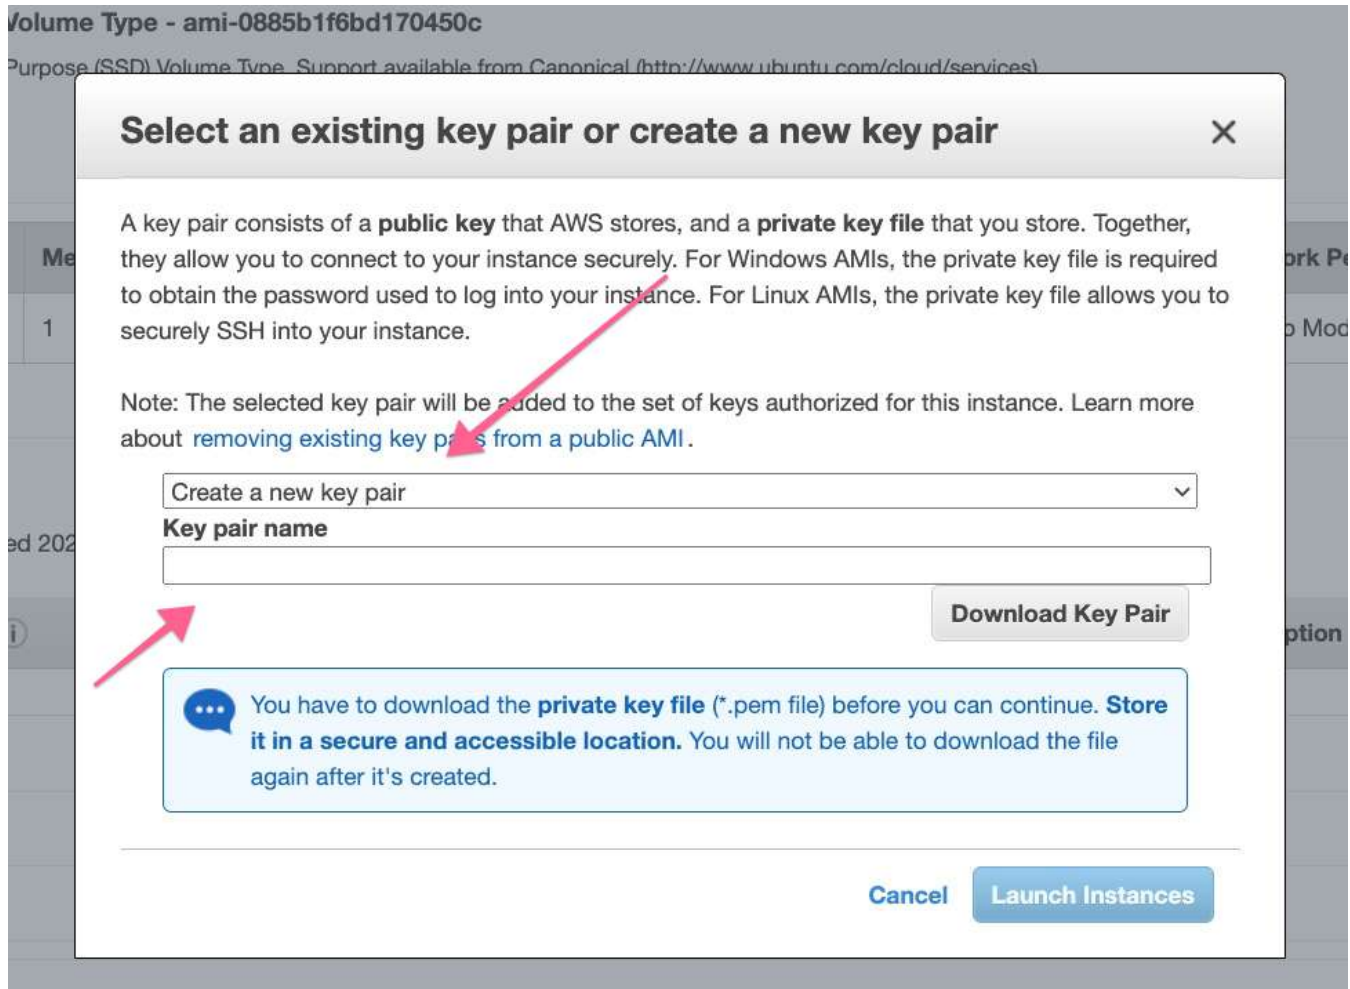 Volume Type - ami-0885b1f6bd170450c
Purpose (SSD) Volume Type. Support available from Canonical (http://www.ubuntu.com/cloud/services)
Select an existing key pair or create a new key pair
A key pair consists of a public key that AWS stores, and a private key file that you store. Together,
they allow you to connect to your instance securely. For Windows AMIs, the private key file is required
to obtain the password used to log into your instance. For Linux AMIs, the private key file allows you to
securely SSH into your instance.
Note: The selected key pair will be added to the set of keys authorized for this instance. Learn more
about removing existing key pairs from a public AMI.
Create a new key pair
Key pair name
Download Key Pair
You have to download the private key file (*.pem file) before you can continue. Store
it in a secure and accessible location. You will not be able to download the file
again after it's created.
Cancel
Launch Instances
Me
1
ed 202
ork Pe
o Mod
ption